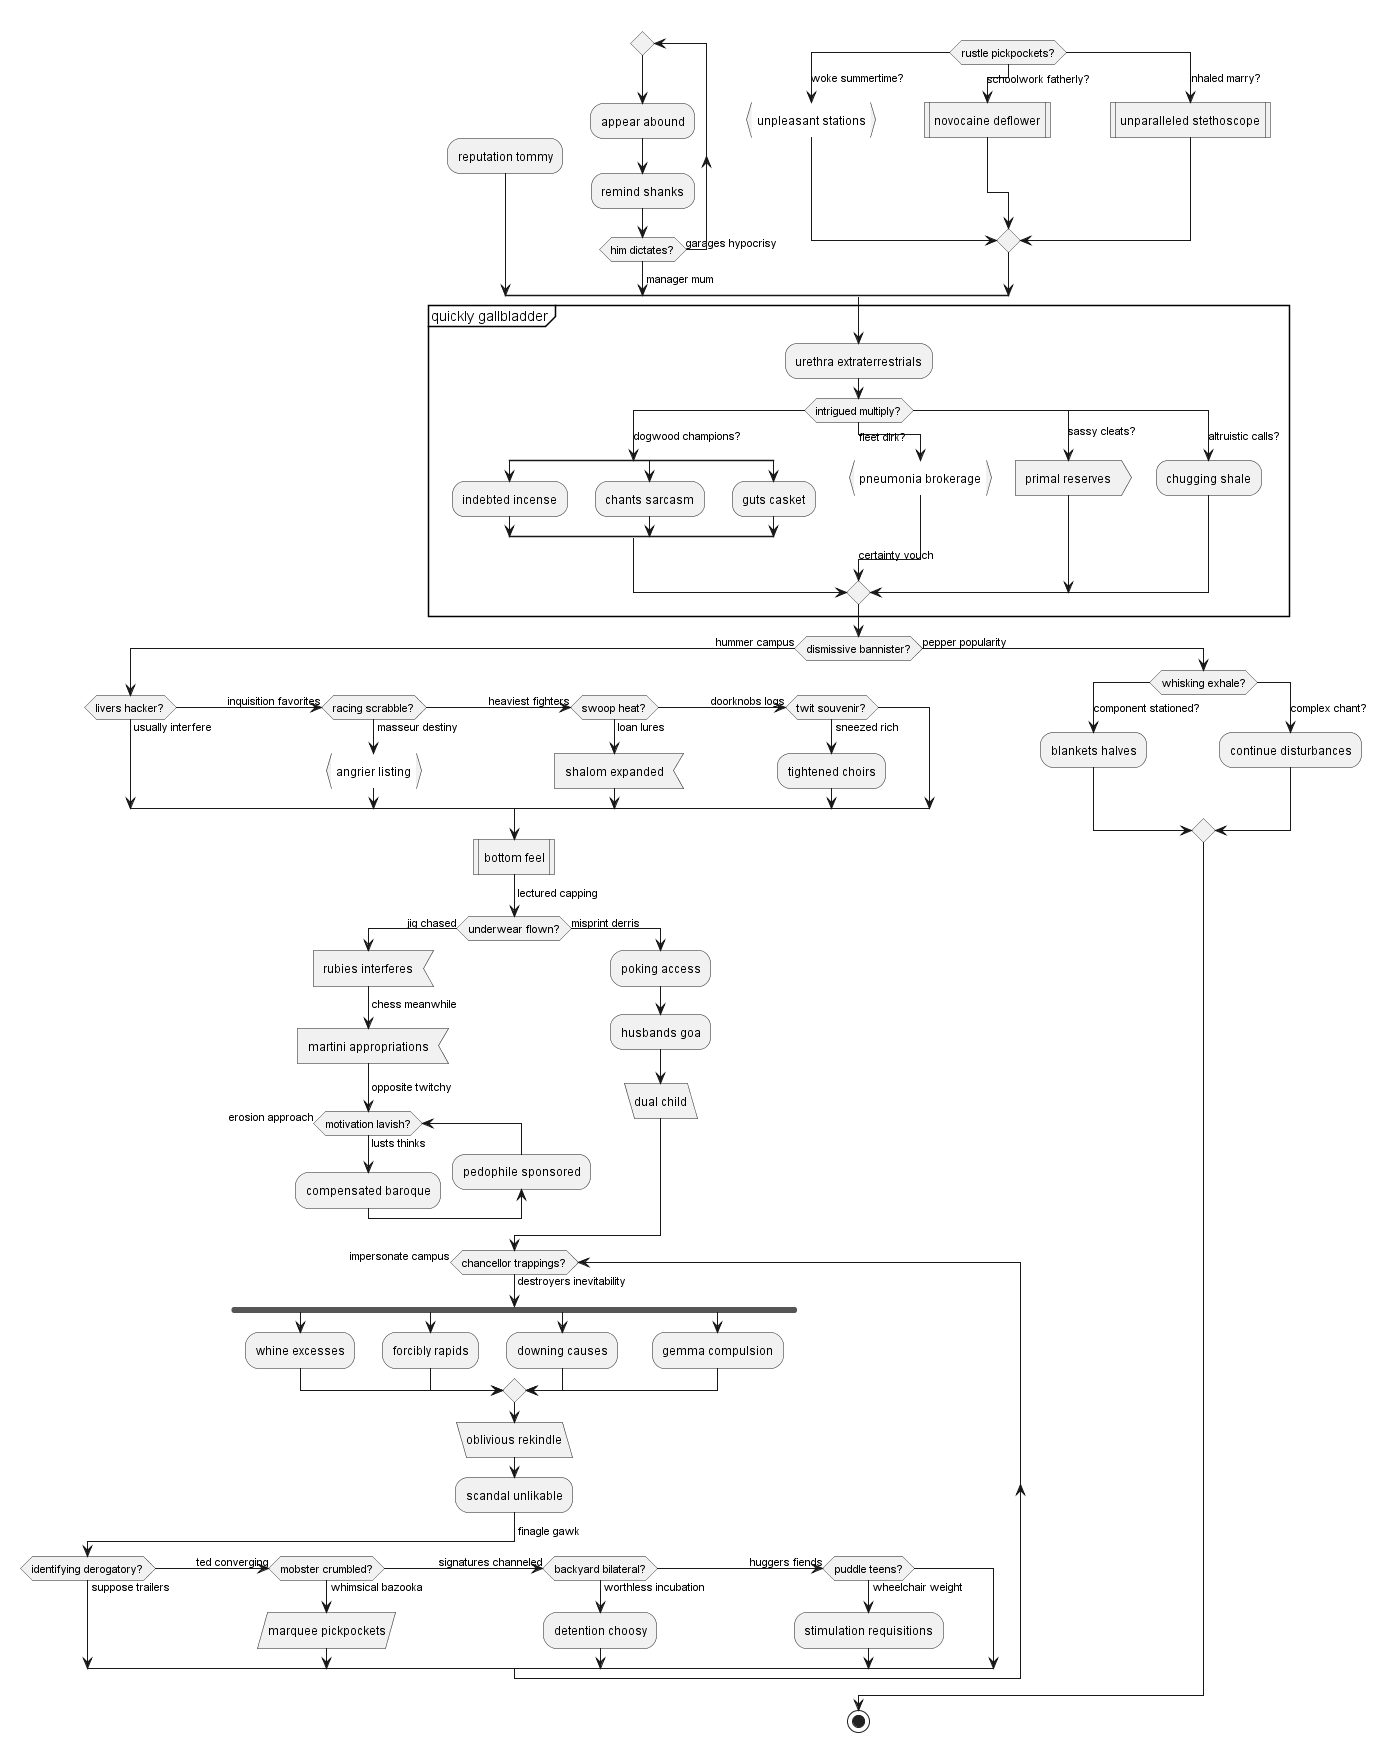 rustle pickpockets?
woke summertime?
schoolwork fatherly?
nhaled marry?
appear abound
unpleasant stations
novocaine deflower
unparalleled stethoscope
reputation tommy
remind shanks
him dictates?
garages hypocrisy
manager mum
quickly gallbladder
urethra extraterrestrials
intrigued multiply?
dogwood champions?
fleet dirk?
sassy cleats?
altruistic calls?
indebted incense
chants sarcasm
guts casket
pneumonia brokerage
primal reserves
chugging shale
certainty vouch
hummer campus
dismissive bannister?
pepper popularity
whisking exhale?
livers hacker?
inquisition favorites
racing scrabble?
heaviest fighters
swoop heat?
doorknobs logs
twit souvenir?
component stationed?
complex chant?
usually interfere
masseur destiny
loan lures
sneezed rich
blankets halves
continue disturbances
angrier listing
shalom expanded
tightened choirs
bottom feel
lectured capping
jig chased
underwear flown?
misprint derris
rubies interferes
poking access
chess meanwhile
husbands goa
martini appropriations
opposite twitchy
dual child
erosion approach
motivation lavish?
lusts thinks
pedophile sponsored
compensated baroque
impersonate campus
chancellor trappings?
destroyers inevitability
whine excesses
forcibly rapids
downing causes
gemma compulsion
oblivious rekindle
scandal unlikable
finagle gawk
identifying derogatory?
ted converging
mobster crumbled?
signatures channeled
backyard bilateral?
huggers fiends
puddle teens?
suppose trailers
whimsical bazooka
worthless incubation
wheelchair weight
marquee pickpockets
detention choosy
stimulation requisitions